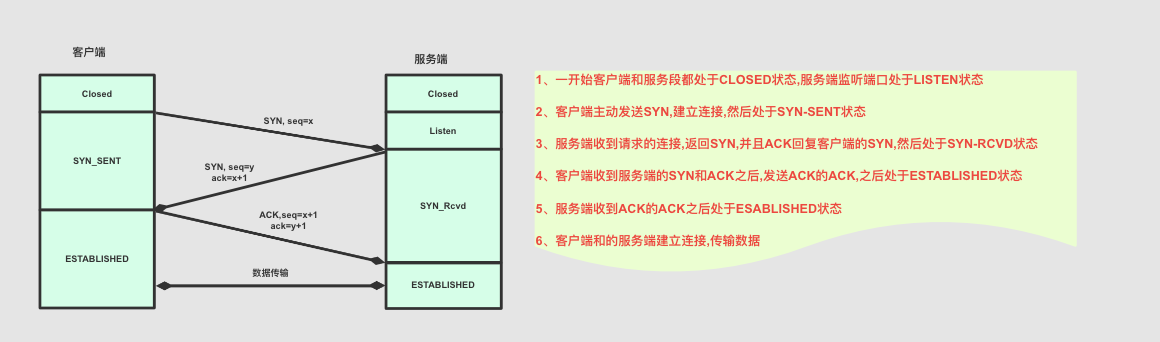 客户端
服务端
Closed
SYN_SENT
ESTABLISHED
SYN, seq=x
SYN, seq=y
ack=x+1
ACK,seq=x+1
ack=y+1
数据传输
Closed
Listen
SYN_Rcvd
ESTABLISHED
1、一开始客户端和服务段都处于CLOSED状态,服务端监听端口处于LISTEN状态
2、客户端主动发送SYN,建立连接,然后处于SYN-SENT状态
3、服务端收到请求的连接,返回SYN,并且ACK回复客户端的SYN,然后处于SYN-RCVD状态
4、客户端收到服务端的SYN和ACK之后,发送ACK的ACK,之后处于ESTABLISHED状态
5、服务端收到ACK的ACK之后处于ESABLISHED状态
6、客户端和的服务端建立连接,传输数据